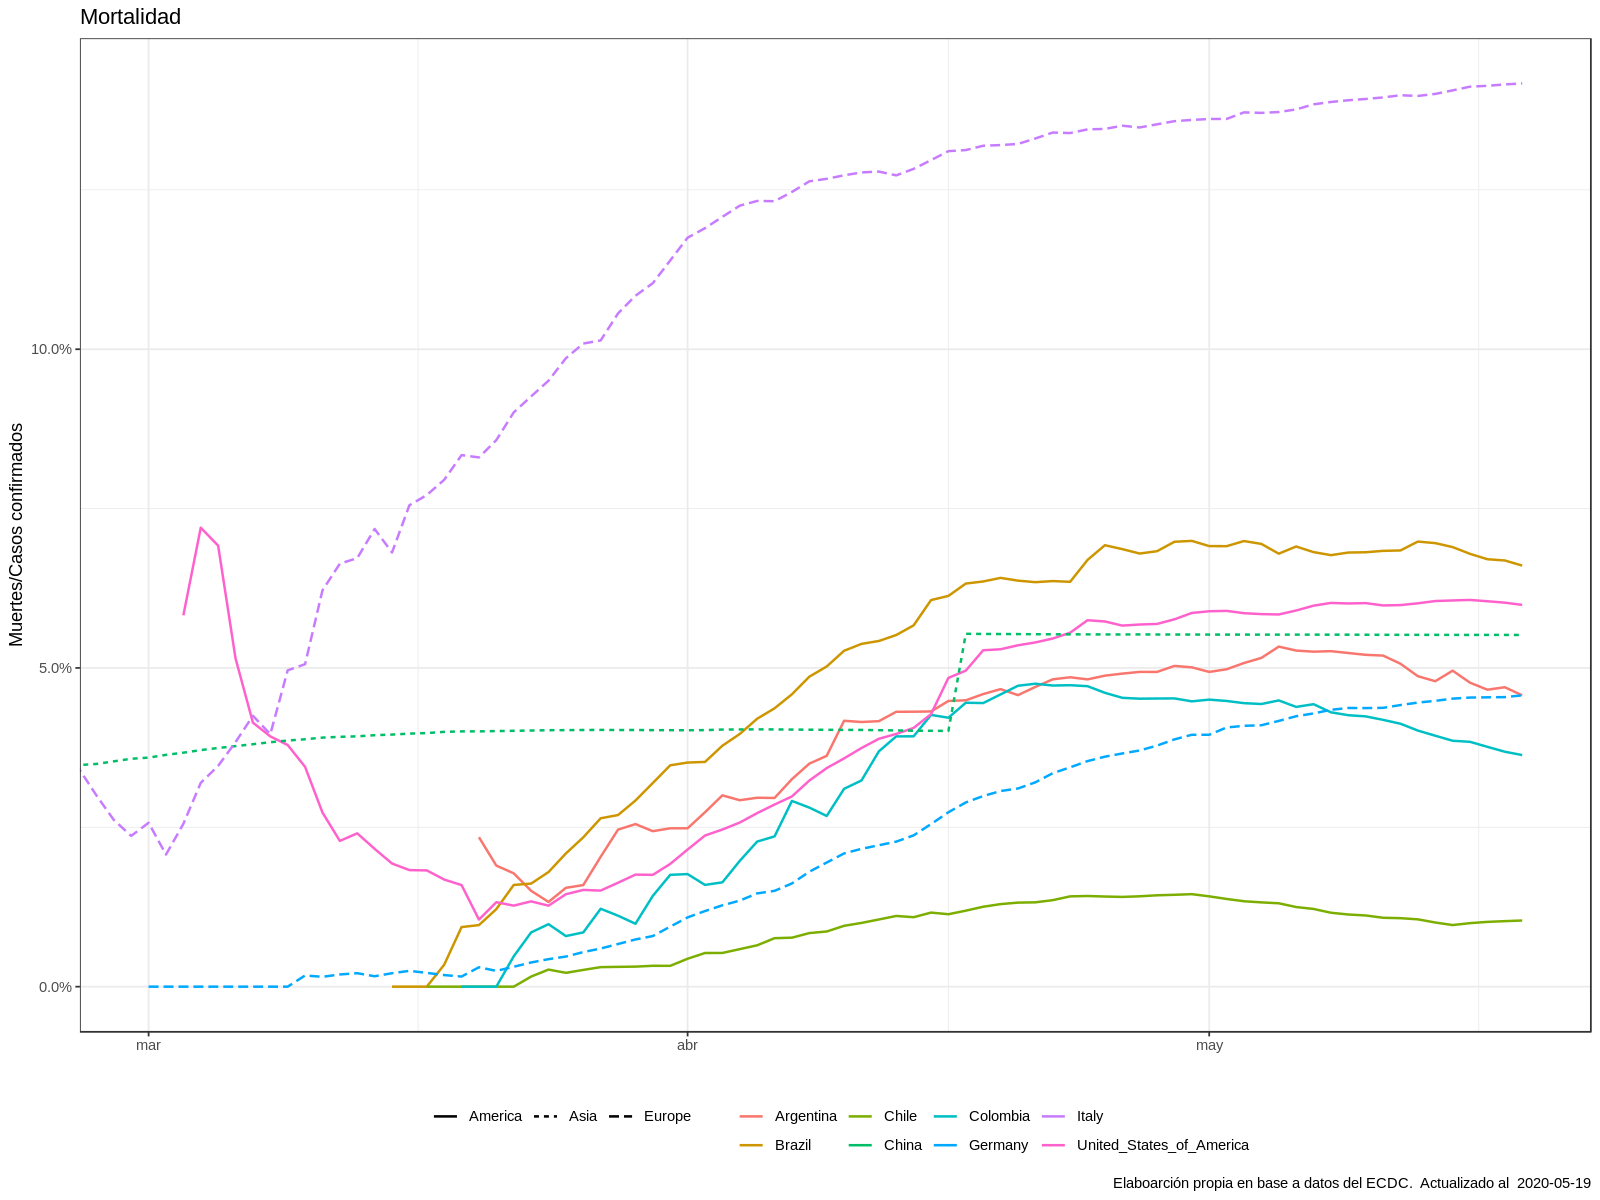 Mortalidad
Muertes/Casos confirmados
10.0%
5.0%
0.0%
mar abr may
America Asia Europe Argentina Chile Colombia Italy
Brazil China Germany United_States_of_America
Elaboarción propia en base a datos del ECDC. Actualizado al 2020-05-19